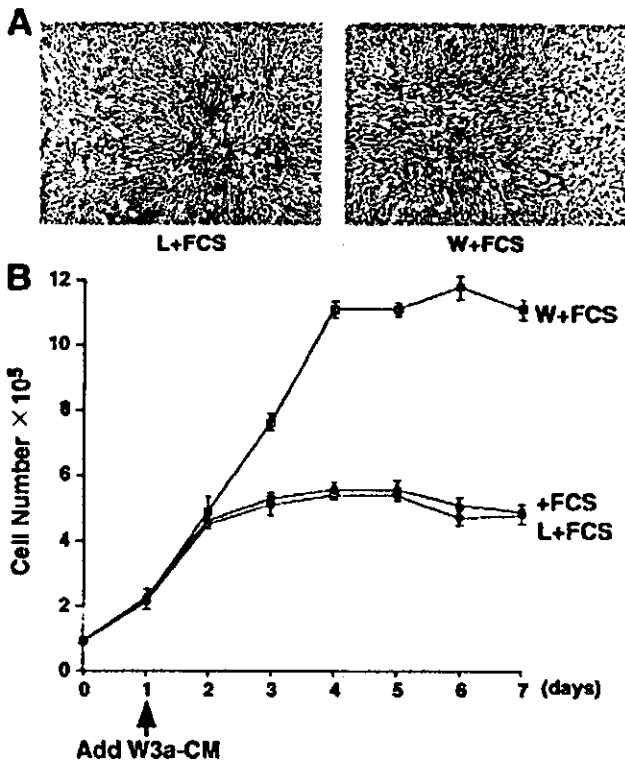 A
L+FCS
W+FCS
B
12
10
8
6
4
2
0
Cell Number × 10⁵
W+FCS
+FCS
L+FCS
0 1 2 3 4 5 6 7 (days)
Add W3a-CM